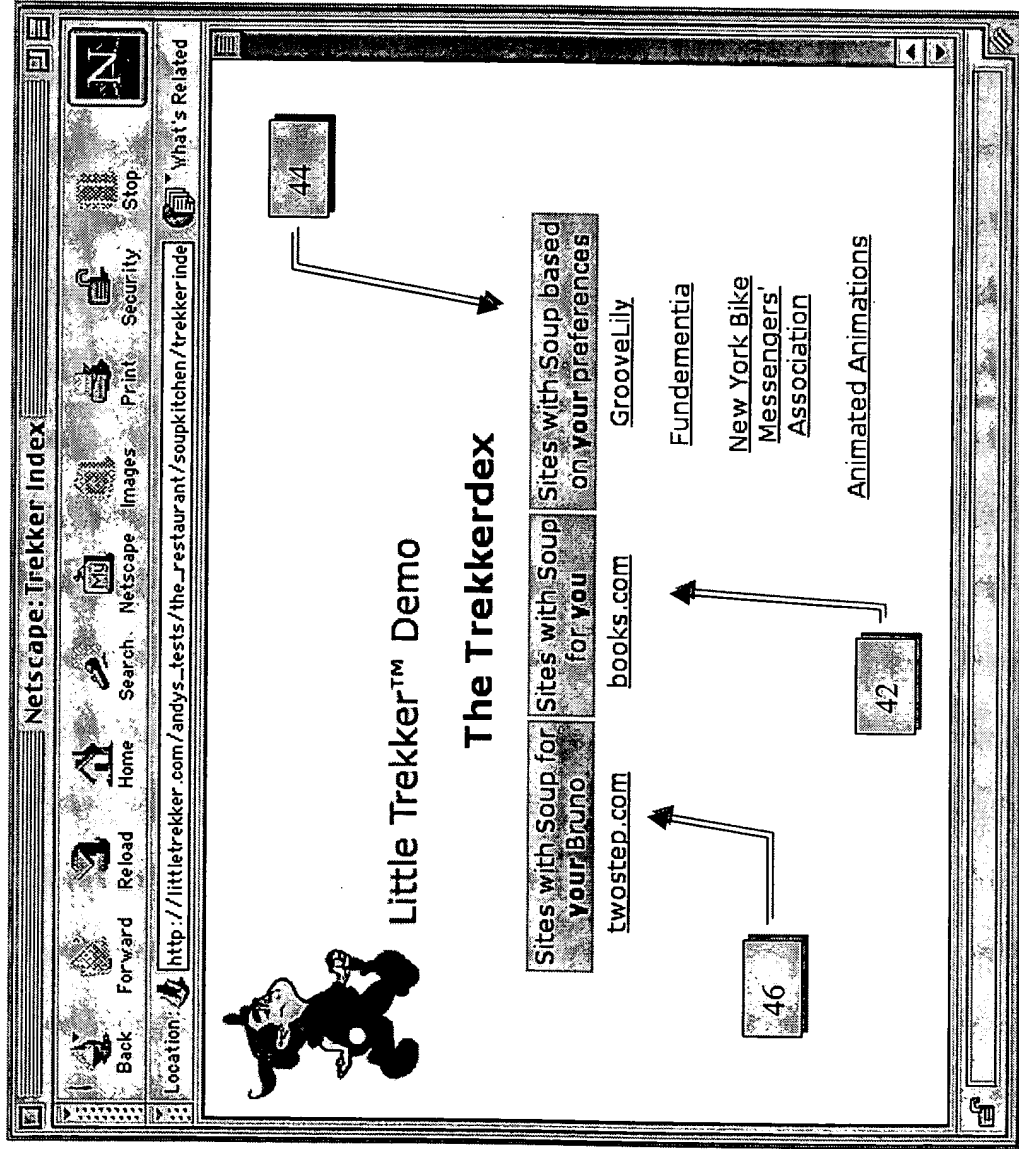 Netscape: Trekker Index
Back Forward Reload Home Search Netscape Images Print Security Stop
My
N
Location: http://littletrekker.com/andys_tests/the_restaurant/soupkitchen/trekkerinde What's Related
Little Trekker™ Demo
44
The Trekkerdex
Sites with Soup for
your Bruno
Sites with Soup
for you
Sites with Soup based
on your preferences
twostep.com
books.com
GrooveLily
Fundementia
New York Bike
Messengers'
Association
Animated Animations
46
42